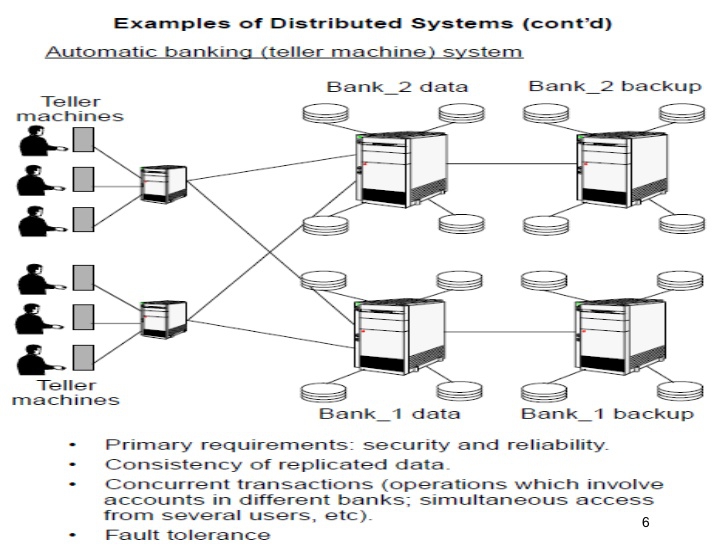 Examples of Distributed Systems (cont'd)
Automatic banking (teller machine) system
Bank_2 data
Bank_2 backup
Teller
machines
Teller
machines
Bank_1 data
Bank_1 backup
• Primary requirements: security and reliability.
• Consistency of replicated data.
• Concurrent transactions (operations which involve
accounts in different banks; simultaneous access
from several users, etc).
• Fault tolerance
6